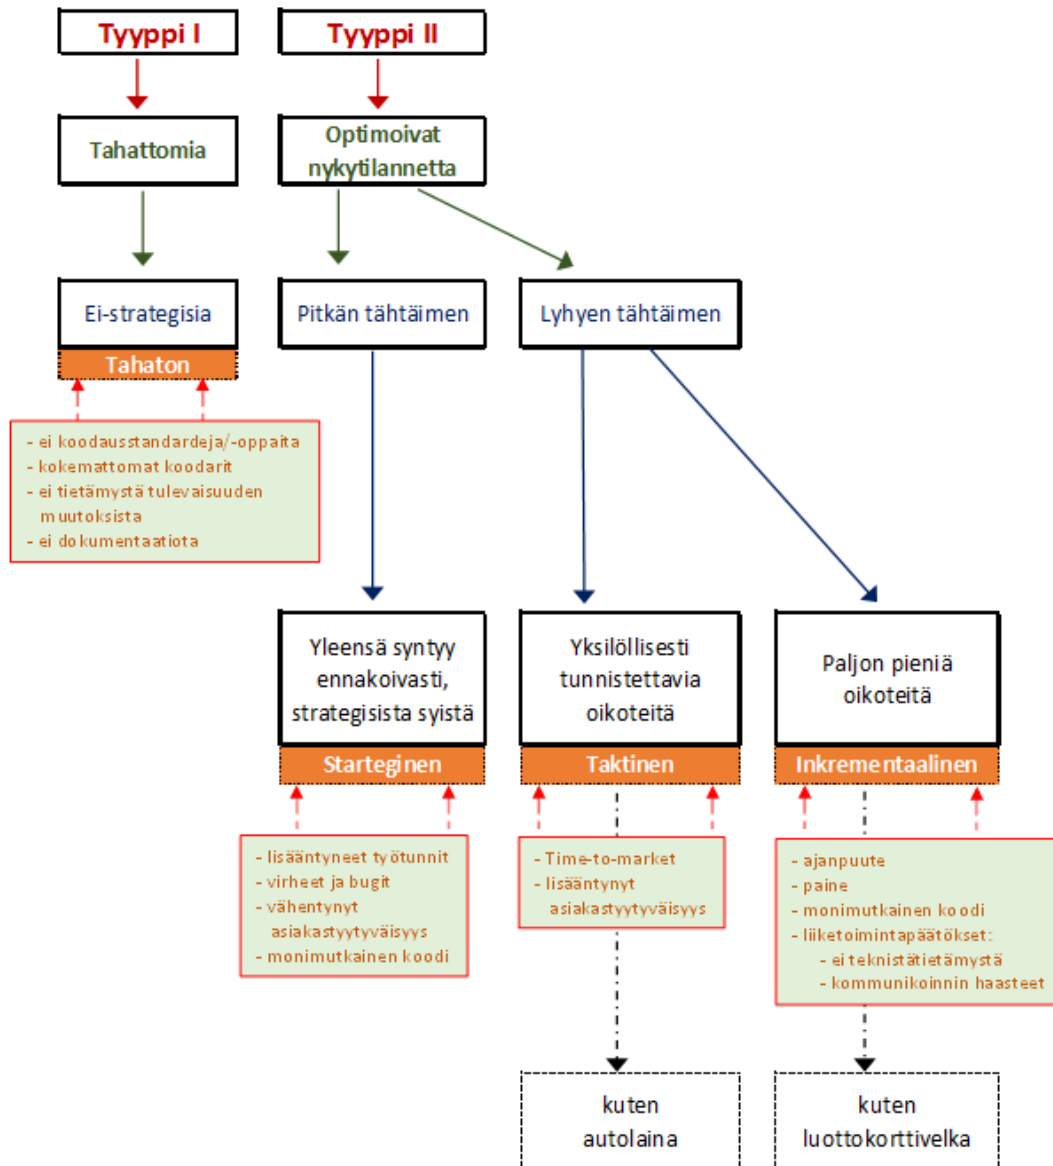 Tyyppi I
Tyyppi II
Tahattomia
Optimoivat
nykytilannetta
Ei-strategisia
Tahaton
Pitkän tähtäimen
Lyhyen tähtäimen
- ei koodausstandardeja/-oppaita
- kokemattomat koodarit
- ei tietämystä tulevaisuuden
muutoksista
- ei dokumentaatiota
Yleensä syntyy
ennakoivasti,
strategisista syistä
Starteginen
Yksilöllisesti
tunnistettavia
oikoteitä
Taktinen
Paljon pieniä
oikoteitä
Inkrementaalinen
- lisääntyneet työtunnit
- virheet ja bugit
- vähentynyt
asiakastyytyväisyys
- monimutkainen koodi
- Time-to-market
- lisääntynyt
asiakastyytyväisyys
- ajanpuute
- paine
- monimutkainen koodi
- liiketoimintapäätökset:
- ei teknistätietämystä
- kommunikoinnin haasteet
kuten
autolaina
kuten
luottokorttivelka